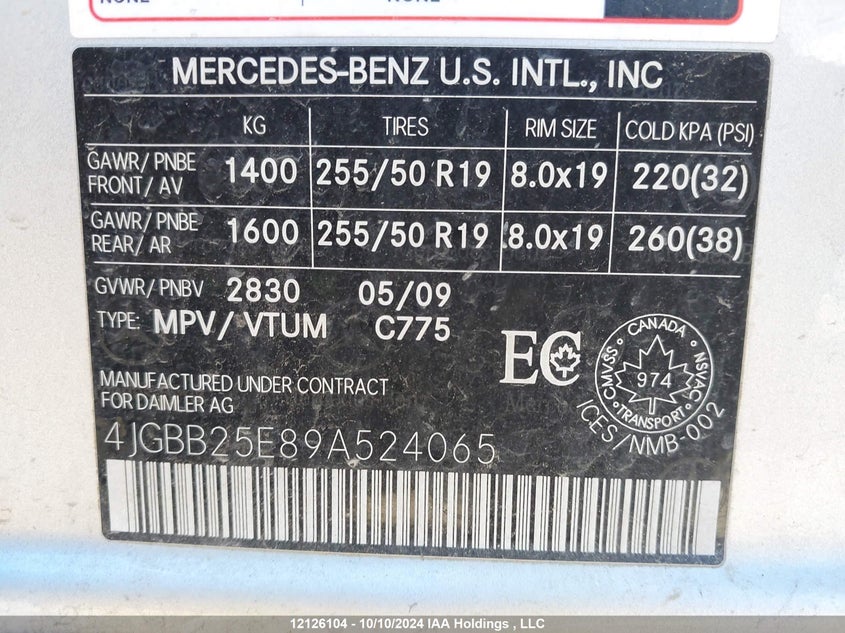 NONE NONE
MERCEDES-BENZ U.S. INTL., INC
KG TIRES RIM SIZE COLD KPA (PSI)
GAWR/ PNBE
FRONT/ AV 1400 255/50 R19 8.0x19 220(32)
GAWR/ PNBE
REAR/ AR 1600 255/50 R19 8.0x19 260(38)
GVWR/ PNBV 2830 05/09
TYPE: MPV/ VTUM C775
EC
CANADA
CMVSS 974 NSVAC
TRANSPORT
ICES/NMB-002
MANUFACTURED UNDER CONTRACT
FOR DAIMLER AG
4JGBB25E89A524065
12126104 - 10/10/2024 IAA Holdings , LLC